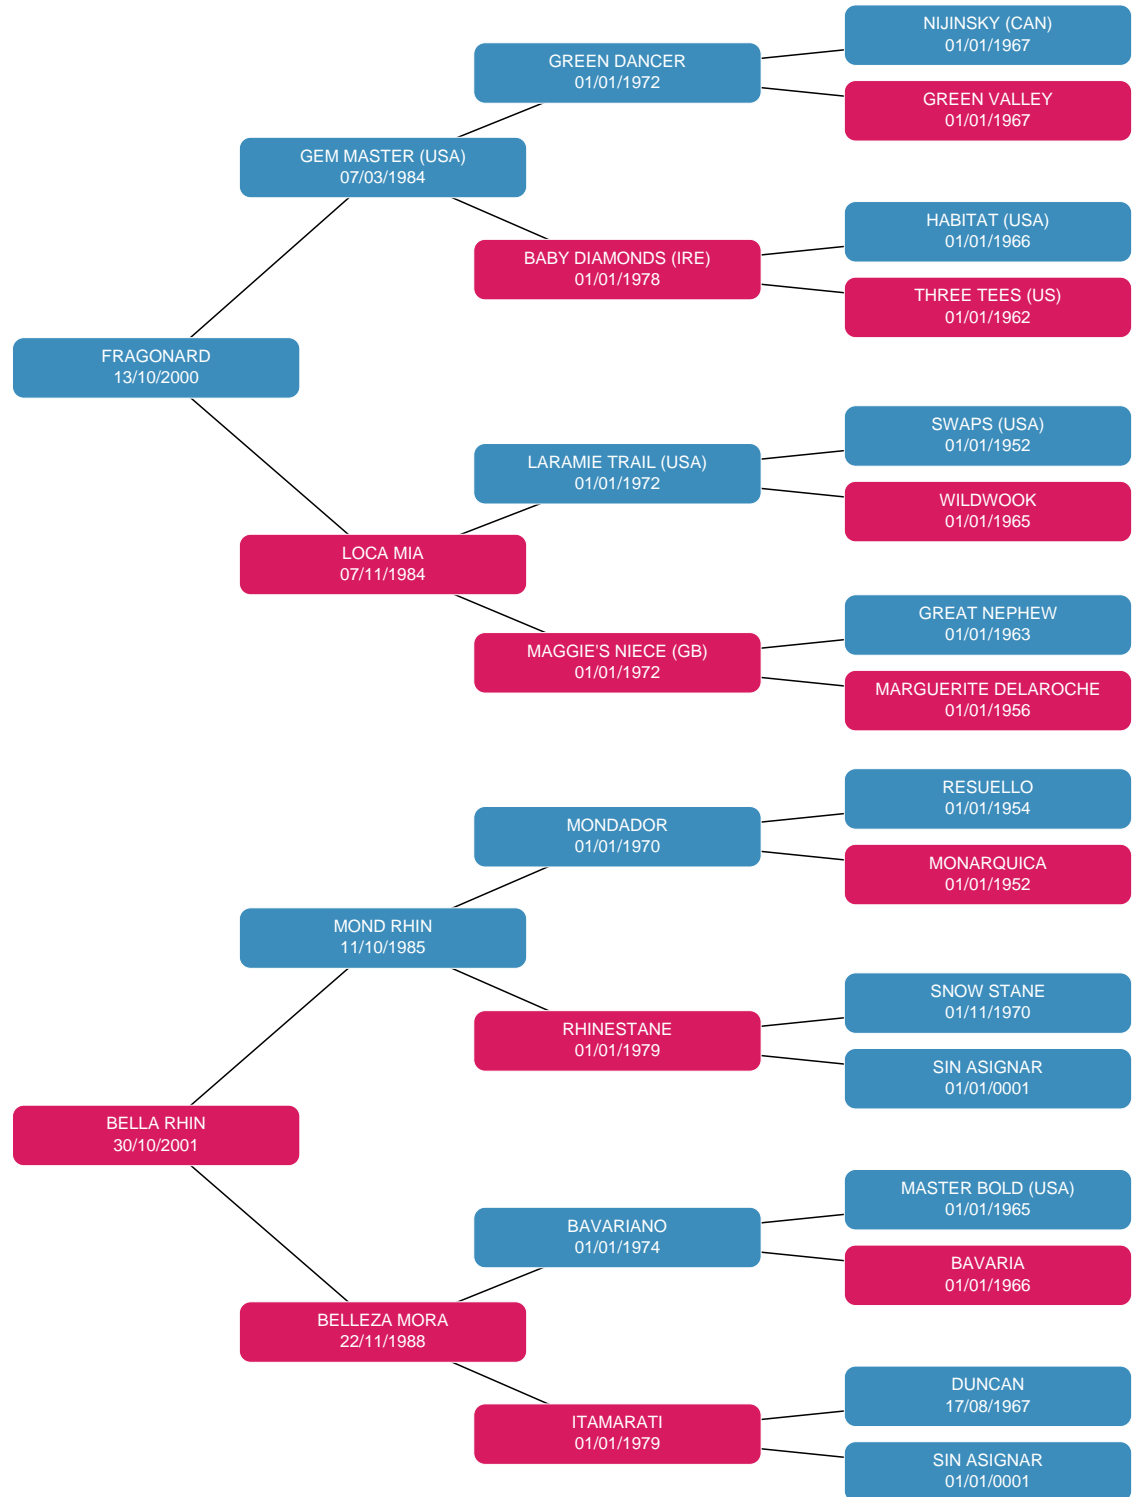 NIJINSKY (CAN)
01/01/1967
GREEN DANCER
01/01/1972
GREEN VALLEY
01/01/1967
GEM MASTER (USA)
07/03/1984
HABITAT (USA)
01/01/1966
BABY DIAMONDS (IRE)
01/01/1978
THREE TEES (US)
01/01/1962
FRAGONARD
13/10/2000
SWAPS (USA)
01/01/1952
LARAMIE TRAIL (USA)
01/01/1972
WILDWOOK
01/01/1965
LOCA MIA
07/11/1984
GREAT NEPHEW
01/01/1963
MAGGIE'S NIECE (GB)
01/01/1972
MARGUERITE DELAROCHE
01/01/1956
RESUELLO
01/01/1954
MONDADOR
01/01/1970
MONARQUICA
01/01/1952
MOND RHIN
11/10/1985
SNOW STANE
01/11/1970
RHINESTANE
01/01/1979
SIN ASIGNAR
01/01/0001
BELLA RHIN
30/10/2001
MASTER BOLD (USA)
01/01/1965
BAVARIANO
01/01/1974
BAVARIA
01/01/1966
BELLEZA MORA
22/11/1988
DUNCAN
17/08/1967
ITAMARATI
01/01/1979
SIN ASIGNAR
01/01/0001